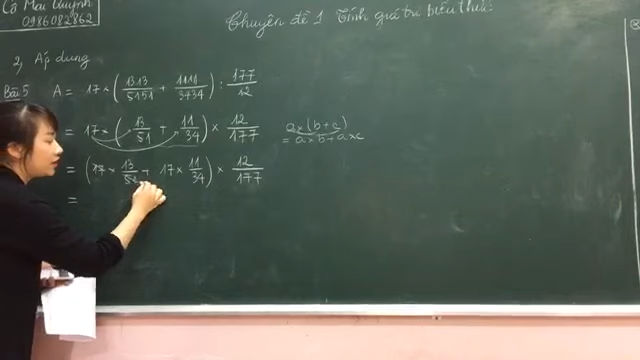 Cô Mai Quỳnh
0986082862
Chuyên đề 1 Tính giá trị biểu thức
2, Áp dụng
Bài 5 A = 17 × ( 1313/5151 + 1111/3434 ) : 177/12
= 17 × ( 13/51 + 11/34 ) × 12/177
a × (b + c)
= a × b + a × c
= ( 17 × 13/51 + 17 × 11/34 ) × 12/177
=